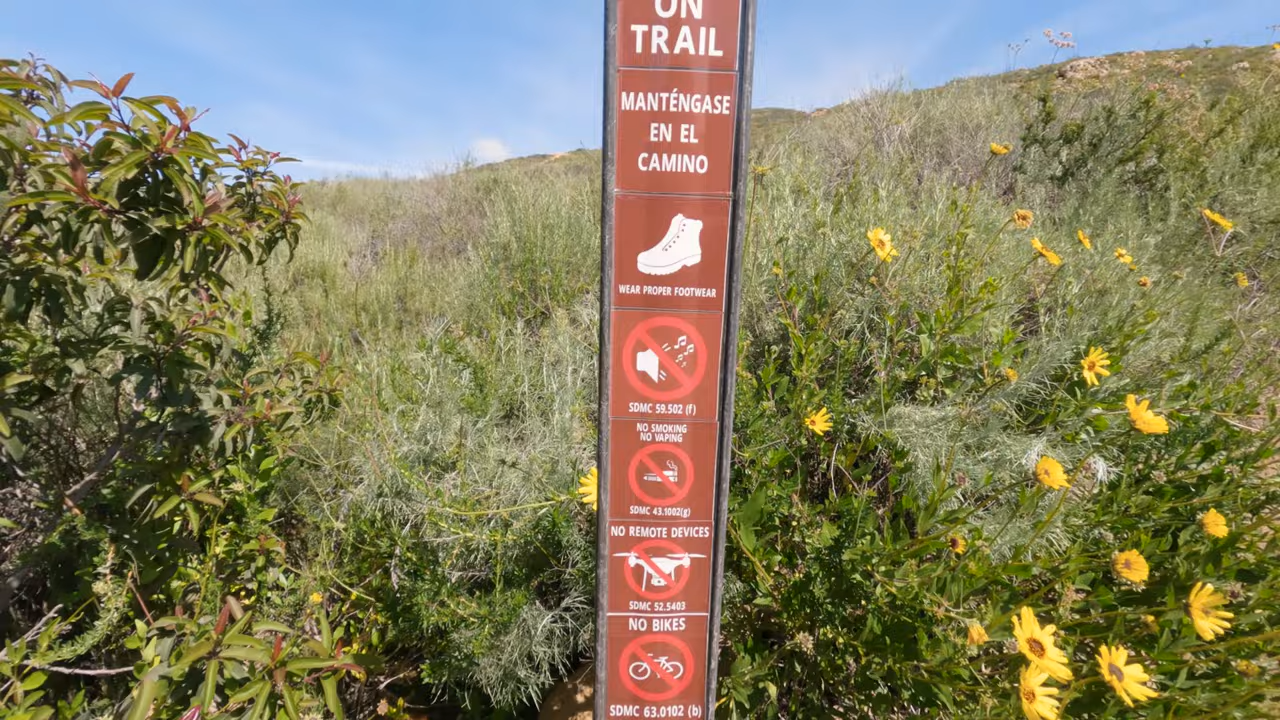 ON
TRAIL
MANTÉNGASE
EN EL
CAMINO
WEAR PROPER FOOTWEAR
SDMC 59.502 (f)
NO SMOKING
NO VAPING
SDMC 43.1002(g)
NO REMOTE DEVICES
SDMC 52.5403
NO BIKES
SDMC 63.0102 (b)